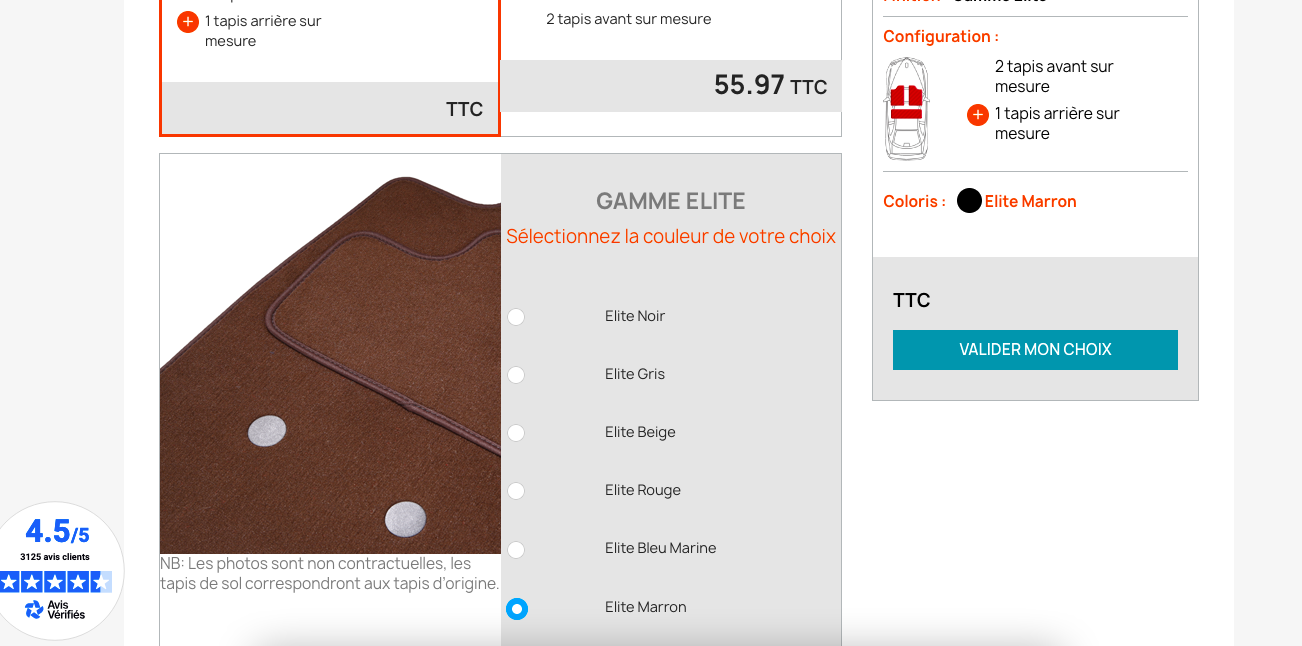 1 tapis arrière sur
mesure
TTC
2 tapis avant sur mesure
55.97 TTC
GAMME ELITE
Sélectionnez la couleur de votre choix
Elite Noir
Elite Gris
Elite Beige
Elite Rouge
Elite Bleu Marine
Elite Marron
NB: Les photos sont non contractuelles, les
tapis de sol correspondront aux tapis d'origine.
Configuration :
2 tapis avant sur
mesure
1 tapis arrière sur
mesure
Coloris : Elite Marron
TTC
VALIDER MON CHOIX
4.5/5
3125 avis clients
Avis
Vérifiés